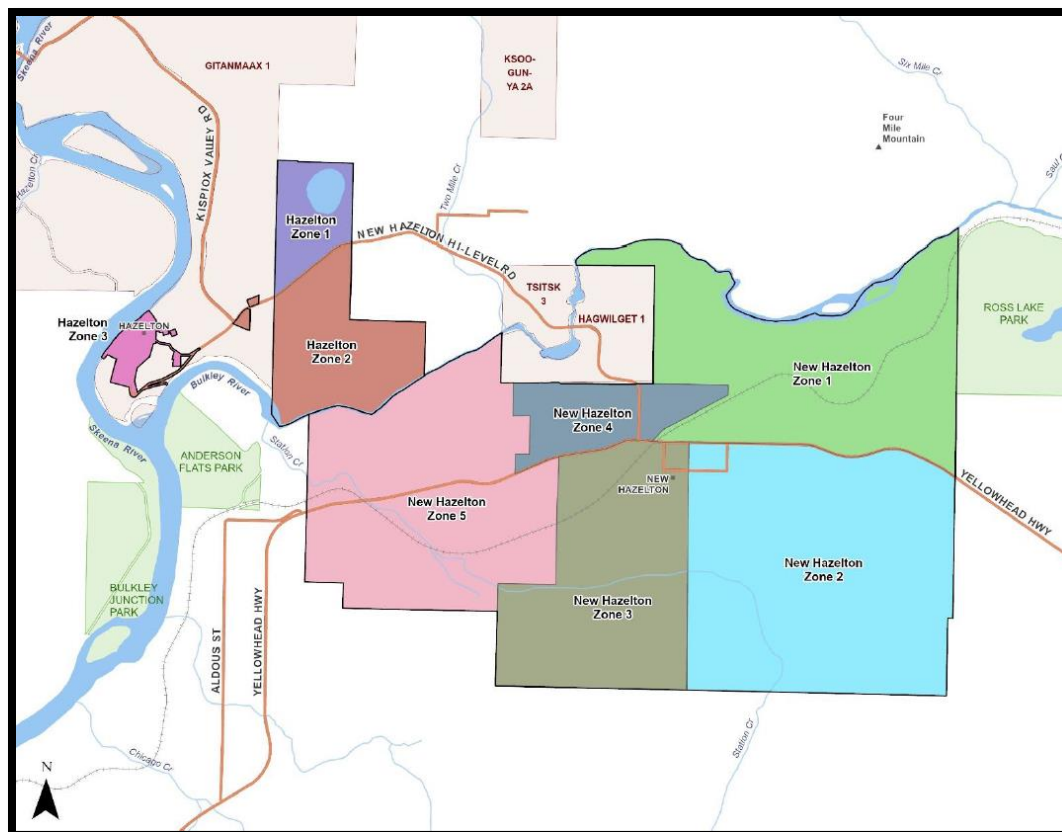 Skeena River
GITANMAAX 1
KSOO-
GUN-
YA 2A
Six Mile Cr
Four
Mile
Mountain
KISPIOX VALLEY RD
Hazelton Cr
Two Mile Cr
Saul Cr
Hazelton
Zone 1
NEW HAZELTON HI-LEVEL RD
TSITSK
3
HAGWILGET 1
ROSS LAKE
PARK
Hazelton
Zone 3
HAZELTON
Hazelton
Zone 2
New Hazelton
Zone 1
Bulkley River
New Hazelton
Zone 4
Skeena River
Station Cr
ANDERSON
FLATS PARK
NEW
HAZELTON
YELLOWHEAD HWY
New Hazelton
Zone 5
New Hazelton
Zone 2
BULKLEY
JUNCTION
PARK
New Hazelton
Zone 3
ALDOUS ST
YELLOWHEAD HWY
Station Cr
Chicago Cr
N